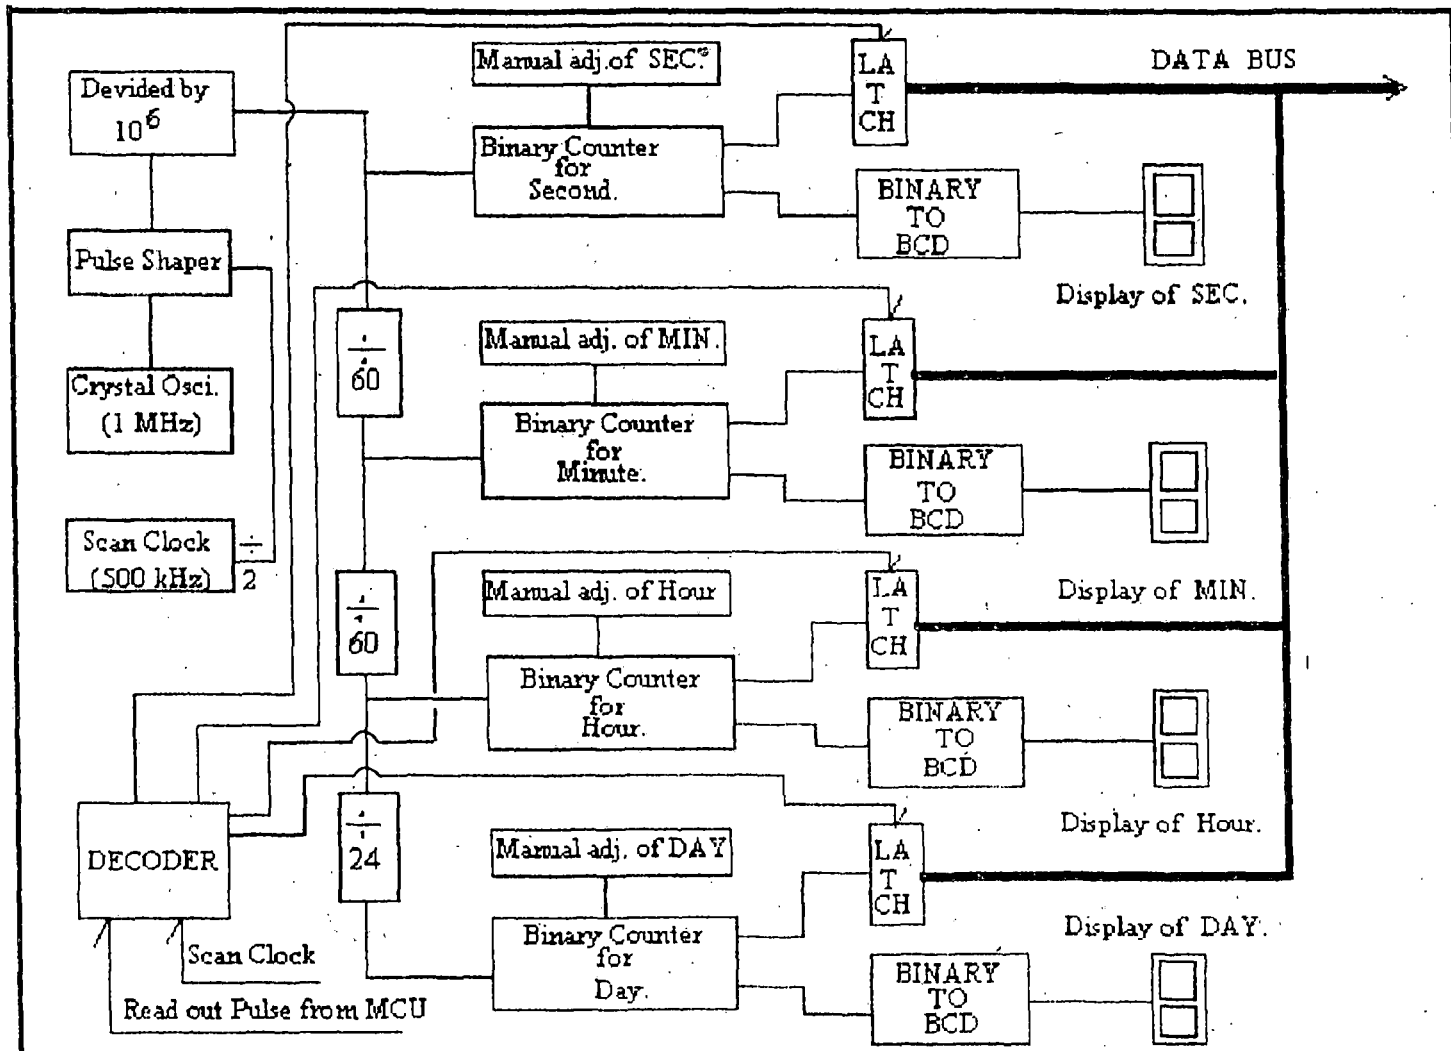 Manual adj.of SEC.
LA
T
CH
DATA BUS
Devided by
10^6
Binary Counter
for
Second.
BINARY
TO
BCD
Pulse Shaper
Display of SEC.
÷
60
Manual adj. of MIN.
LA
T
CH
Crystal Osci.
(1 MHz)
Binary Counter
for
Minute.
BINARY
TO
BCD
Scan Clock
(500 kHz)
÷
2
Display of MIN.
÷
60
Manual adj. of Hour
LA
T
CH
Binary Counter
for
Hour.
BINARY
TO
BCD
Display of Hour.
DECODER
÷
24
Manual adj. of DAY
LA
T
CH
Binary Counter
for
Day.
Display of DAY.
BINARY
TO
BCD
Scan Clock
Read out Pulse from MCU